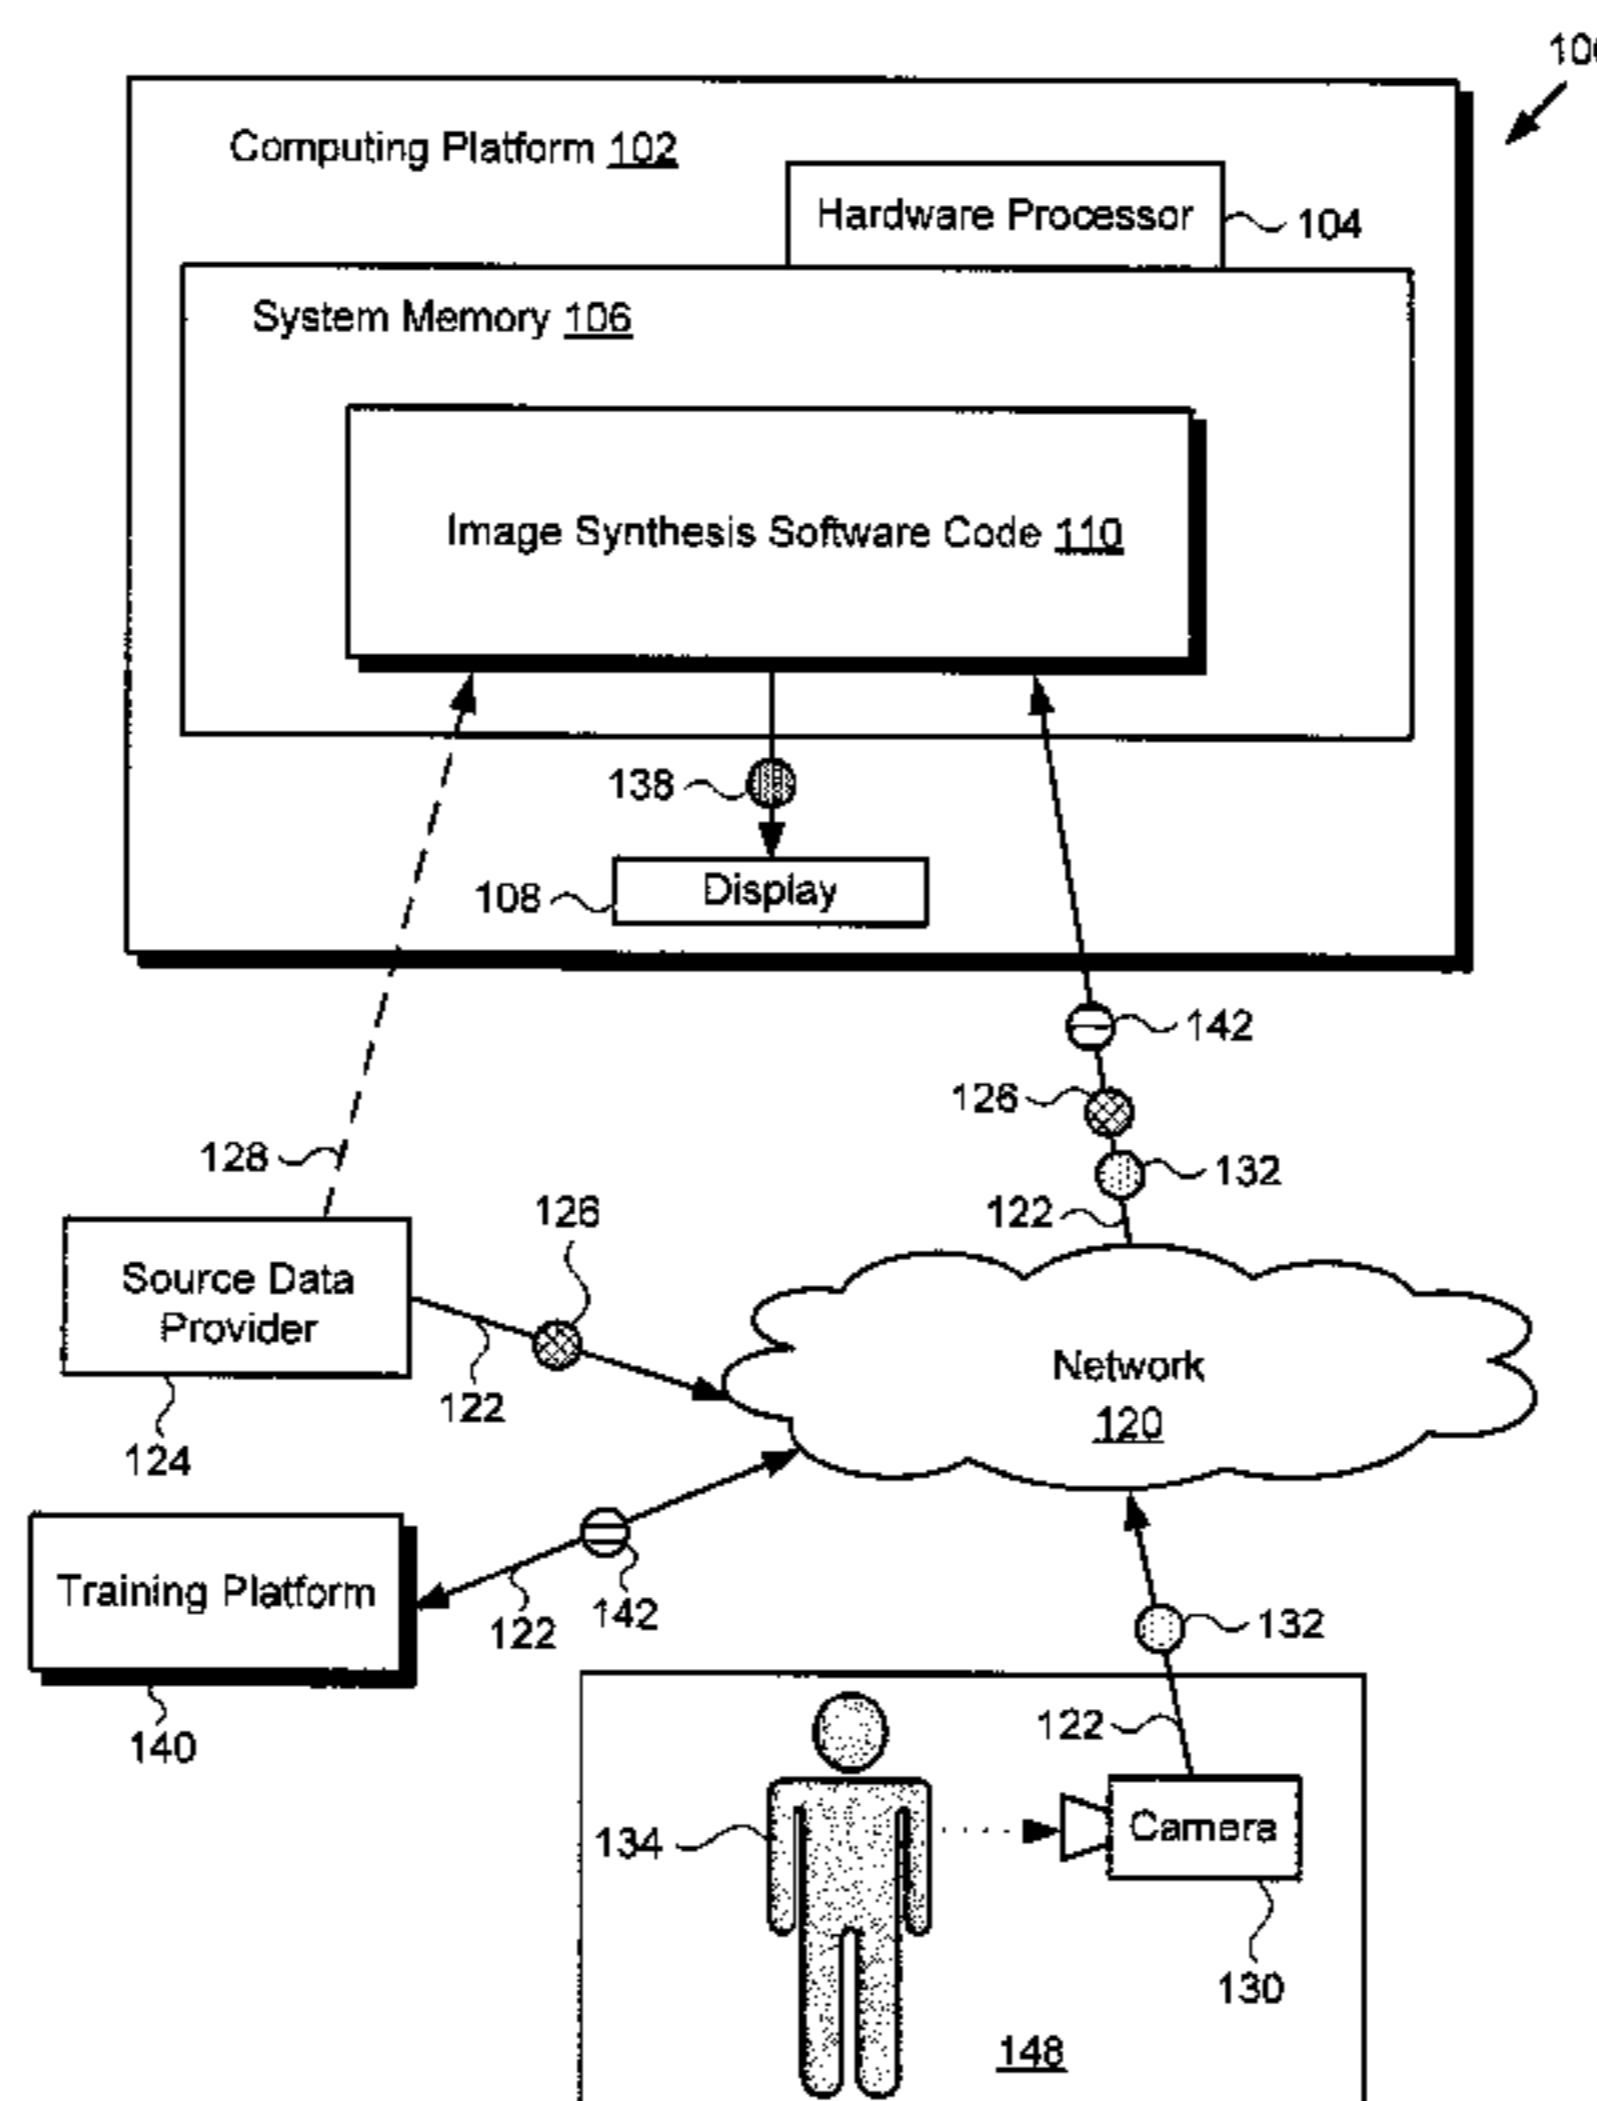 10
Computing Platform 102
Hardware Processor
104
System Memory 106
Image Synthesis Software Code 110
138
108
Display
142
126
128
132
126
122
Source Data
Provider
122
Network
120
124
Training Platform
142
122
132
140
122
134
Camera
130
148